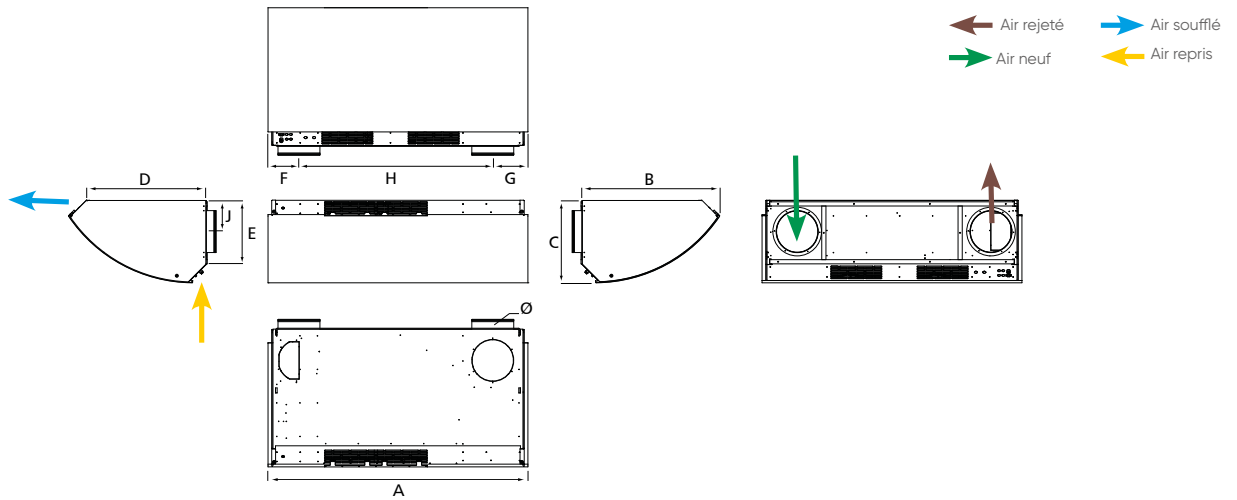 Air rejeté
Air soufflé
Air neuf
Air repris
F
H
G
D
J
E
B
C
Ø
A